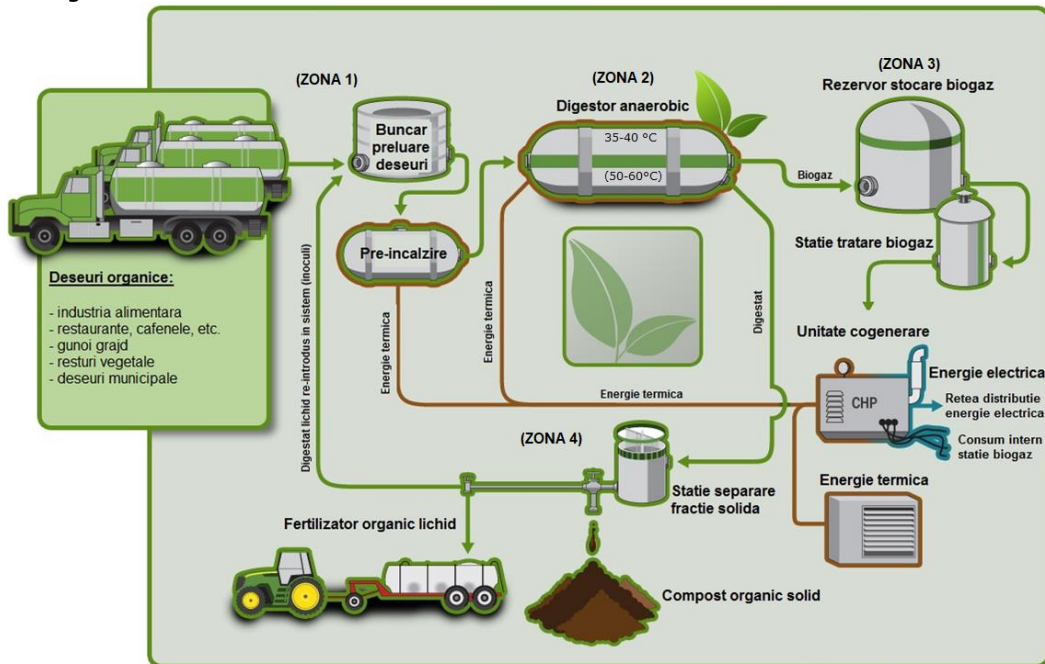 (ZONA 1)
Buncar
preluare
deseuri
(ZONA 2)
Digestor anaerobic
35-40 °C
(50-60°C)
(ZONA 3)
Rezervor stocare biogaz
Biogaz
Pre-incalzire
Statie tratare biogaz
Deseuri organice:
- industria alimentara
- restaurante, cafenele, etc.
- gunoi grajd
- resturi vegetale
- deseuri municipale
Digestat lichid re-introdus in sistem (inoculi)
Energie termica
Energie termica
Digestat
Unitate cogenerare
Energie termica
CHP
Energie electrica
Retea distributie
energie electrica
Consum intern
statie biogaz
(ZONA 4)
Statie separare
fractie solida
Energie termica
Fertilizator organic lichid
Compost organic solid